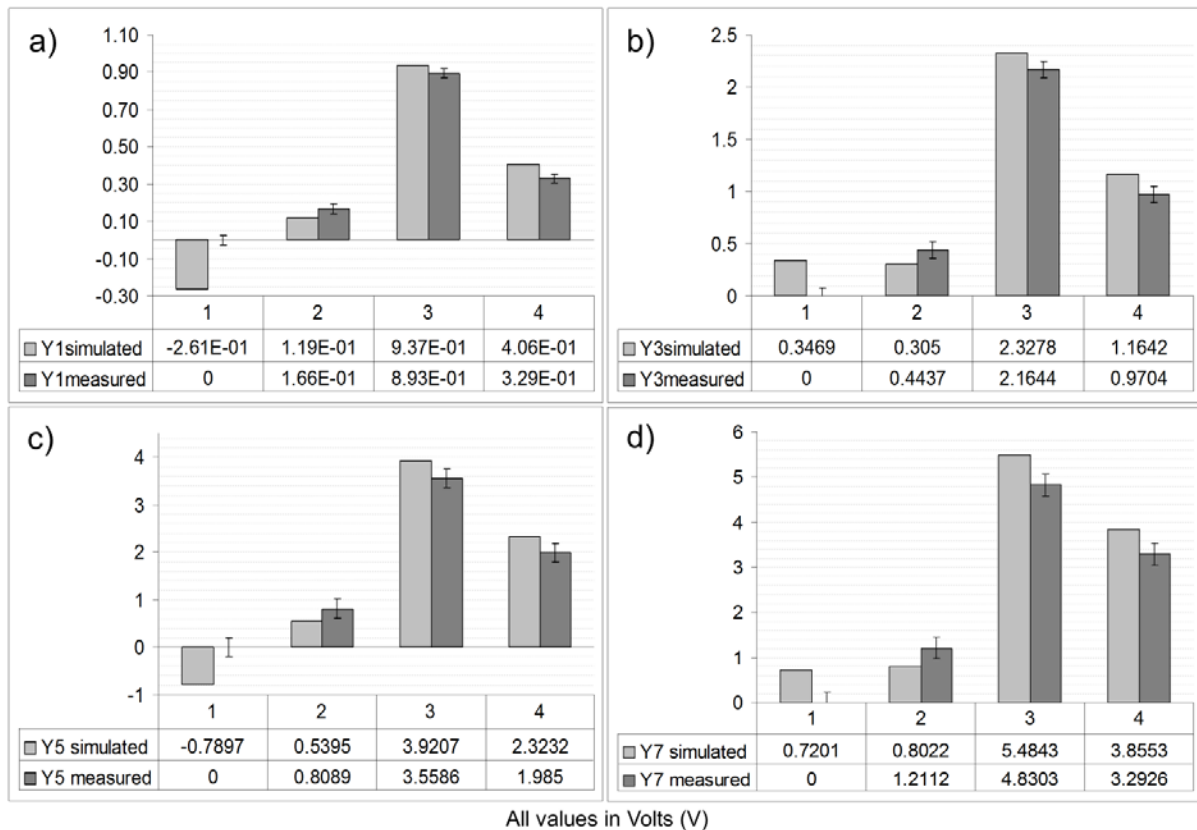 a)
1.10
0.90
0.70
0.50
0.30
0.10
-0.10
-0.30
1 2 3 4
Y1simulated -2.61E-01 1.19E-01 9.37E-01 4.06E-01
Y1measured 0 1.66E-01 8.93E-01 3.29E-01
b)
2.5
2
1.5
1
0.5
0
1 2 3 4
Y3simulated 0.3469 0.305 2.3278 1.1642
Y3measured 0 0.4437 2.1644 0.9704
c)
4
3
2
1
0
-1
1 2 3 4
Y5 simulated -0.7897 0.5395 3.9207 2.3232
Y5 measured 0 0.8089 3.5586 1.985
d)
6
5
4
3
2
1
0
1 2 3 4
Y7 simulated 0.7201 0.8022 5.4843 3.8553
Y7 measured 0 1.2112 4.8303 3.2926
All values in Volts (V)